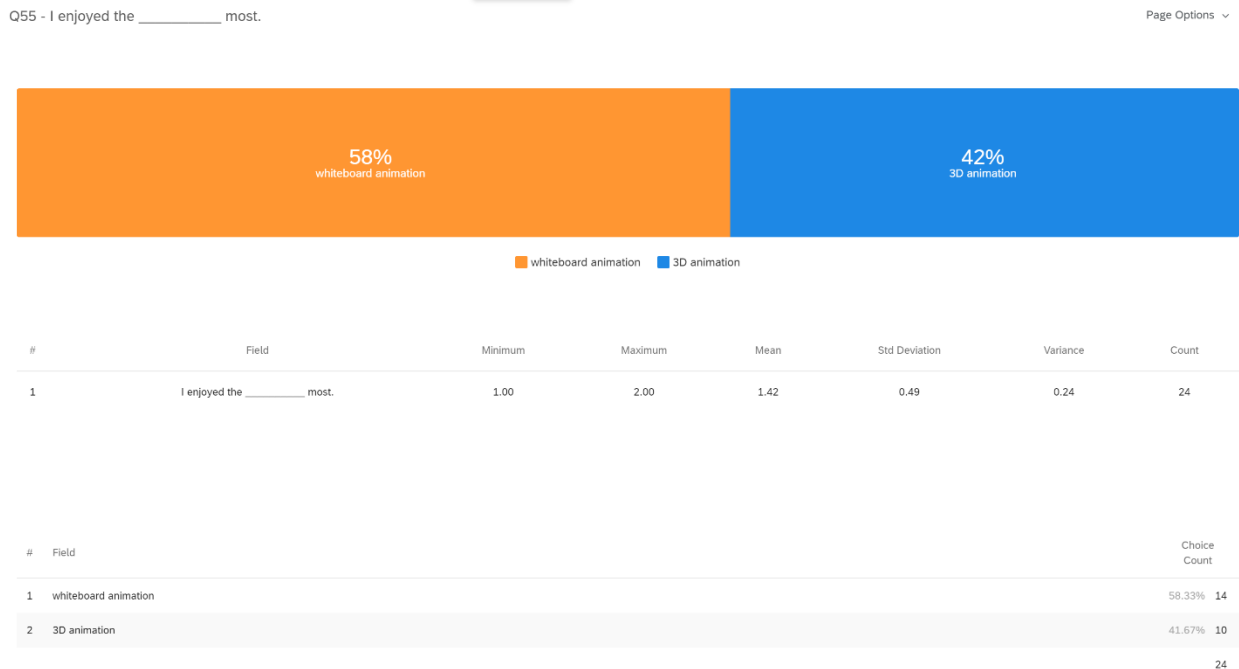 Q55 - I enjoyed the ___________ most.
Page Options
58%
whiteboard animation
42%
3D animation
whiteboard animation 3D animation
# Field Minimum Maximum Mean Std Deviation Variance Count
1 I enjoyed the ___________ most. 1.00 2.00 1.42 0.49 0.24 24
# Field Choice
Count
1 whiteboard animation 58.33% 14
2 3D animation 41.67% 10
24